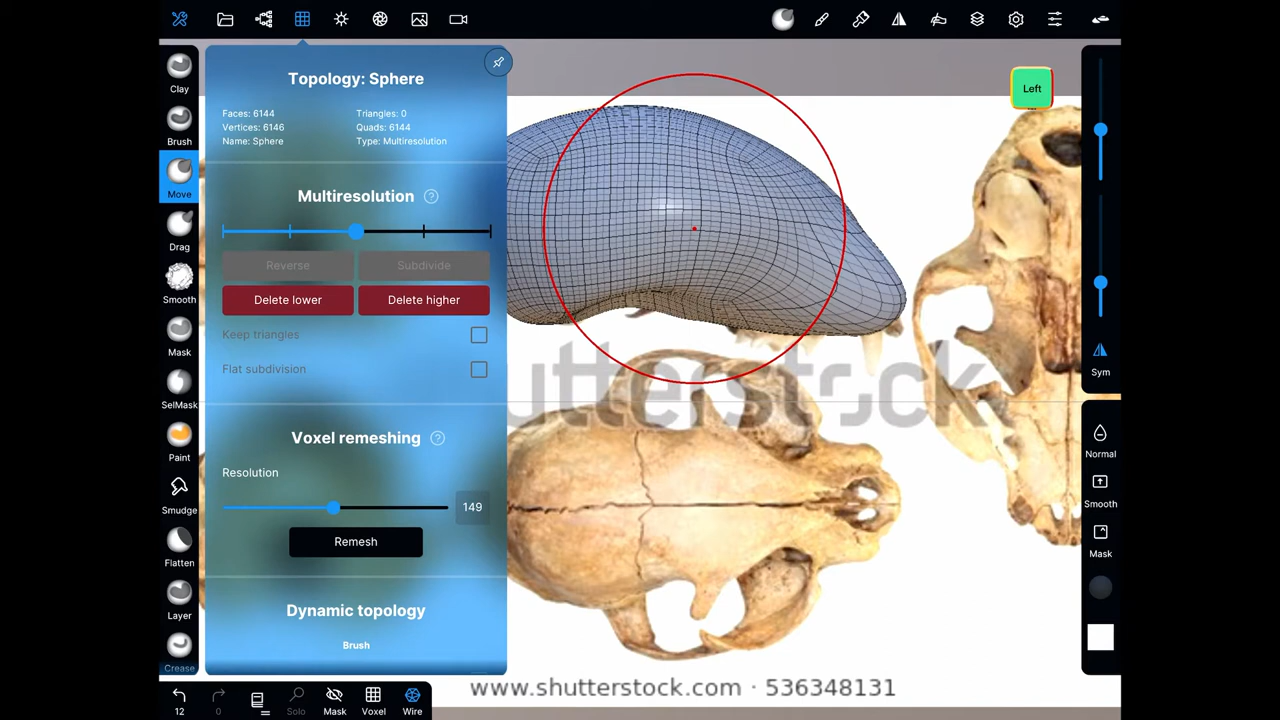 Topology: Sphere
Faces: 6144
Triangles: 0
Vertices: 6146
Quads: 6144
Name: Sphere
Type: Multiresolution
Multiresolution ?
Reverse
Subdivide
Delete lower
Delete higher
Keep triangles
Flat subdivision
Voxel remeshing ?
Resolution
149
Remesh
Dynamic topology
Brush
Clay
Brush
Move
Drag
Smooth
Mask
SelMask
Paint
Smudge
Flatten
Layer
Crease
12
0
Solo
Mask
Voxel
Wire
Left
Sym
Normal
Smooth
Mask
utterstock
www.shutterstock.com · 536348131